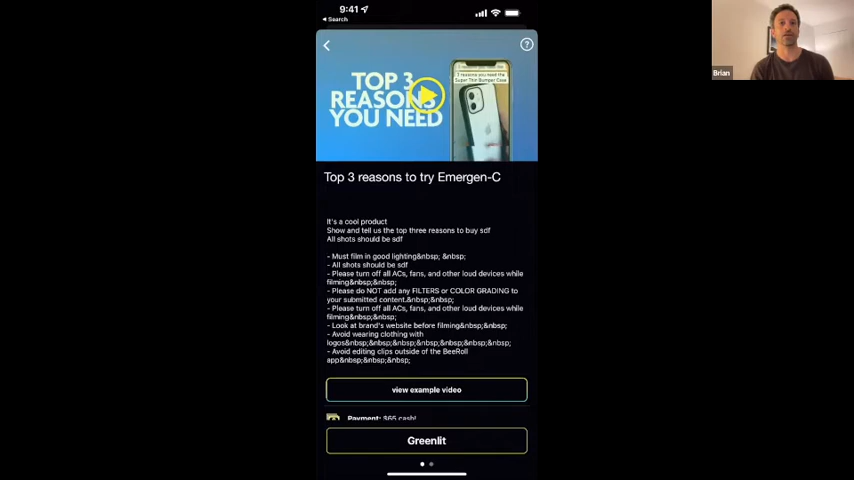 9:41
Search
?
TOP 3
REASONS
YOU NEED
3 reasons you need the
Super Thin Bumper Case
Top 3 reasons to try Emergen-C
It's a cool product
Show and tell us the top three reasons to buy sdf
All shots should be sdf
- Must film in good lighting&nbsp; &nbsp;
- All shots should be sdf
- Please turn off all ACs, fans, and other loud devices while
filming&nbsp;&nbsp;
- Please do NOT add any FILTERS or COLOR GRADING to
your submitted content.&nbsp;&nbsp;
- Please turn off all ACs, fans, and other loud devices while
filming&nbsp;&nbsp;
- Look at brand's website before filming&nbsp;&nbsp;
- Avoid wearing clothing with
logos&nbsp;&nbsp;&nbsp;&nbsp;&nbsp;&nbsp;
- Avoid editing clips outside of the BeeRoll
app&nbsp;&nbsp;&nbsp;
view example video
Payment: $65 cash!
Greenlit
Brian